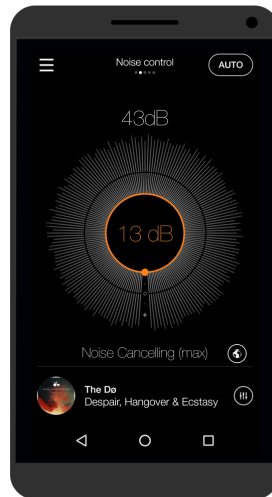 Noise control
AUTO
43dB
13 dB
Noise Cancelling (max)
The Dø
Despair, Hangover & Ecstasy